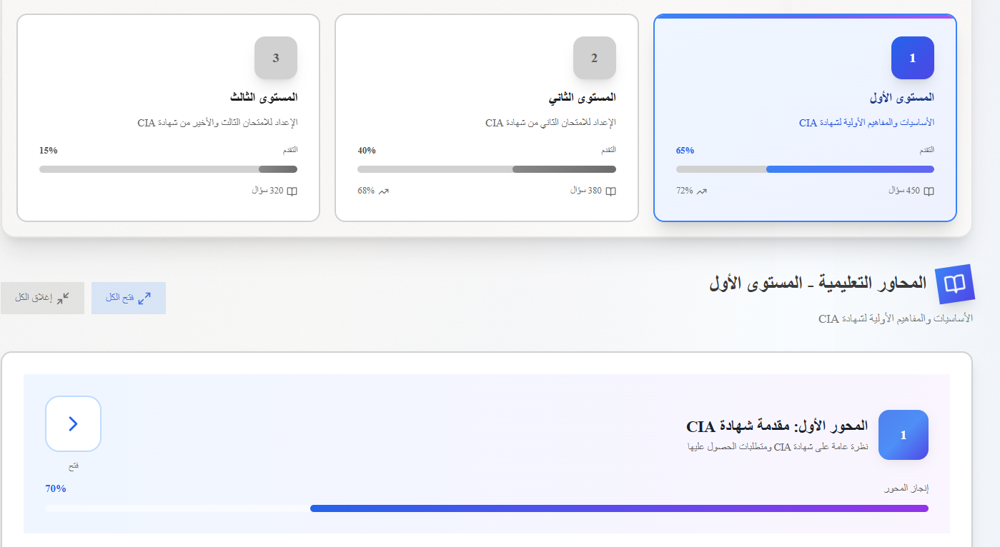 1
المستوى الأول
الأساسيات والمفاهيم الأولية لشهادة CIA
التقدم 65%
450 سؤال 72%
2
المستوى الثاني
الإعداد للامتحان الثاني من شهادة CIA
التقدم 40%
380 سؤال 68%
3
المستوى الثالث
الإعداد للامتحان الثالث والأخير من شهادة CIA
التقدم 15%
320 سؤال
المحاور التعليمية - المستوى الأول
الأساسيات والمفاهيم الأولية لشهادة CIA
فتح الكل
إغلاق الكل
1
المحور الأول: مقدمة شهادة CIA
نظرة عامة على شهادة CIA ومتطلبات الحصول عليها
فتح
إنجاز المحور 70%